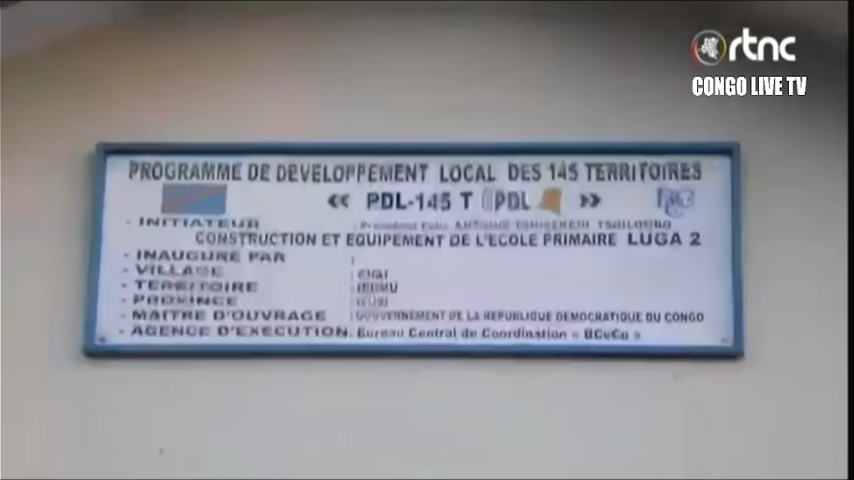 rtnc
CONGO LIVE TV
PROGRAMME DE DEVELOPPEMENT LOCAL DES 145 TERRITOIRES
« PDL-145 T PDL »
- INITIATEUR : Président
CONSTRUCTION ET EQUIPEMENT DE L'ECOLE PRIMAIRE LUGA 2
- INAUGURE PAR :
- VILLAGE :
- TERRITOIRE :
- PROVINCE :
- MAITRE D'OUVRAGE : GOUVERNEMENT DE LA REPUBLIQUE DEMOCRATIQUE DU CONGO
- AGENCE D'EXECUTION : Bureau Central de Coordination « BCeCo »